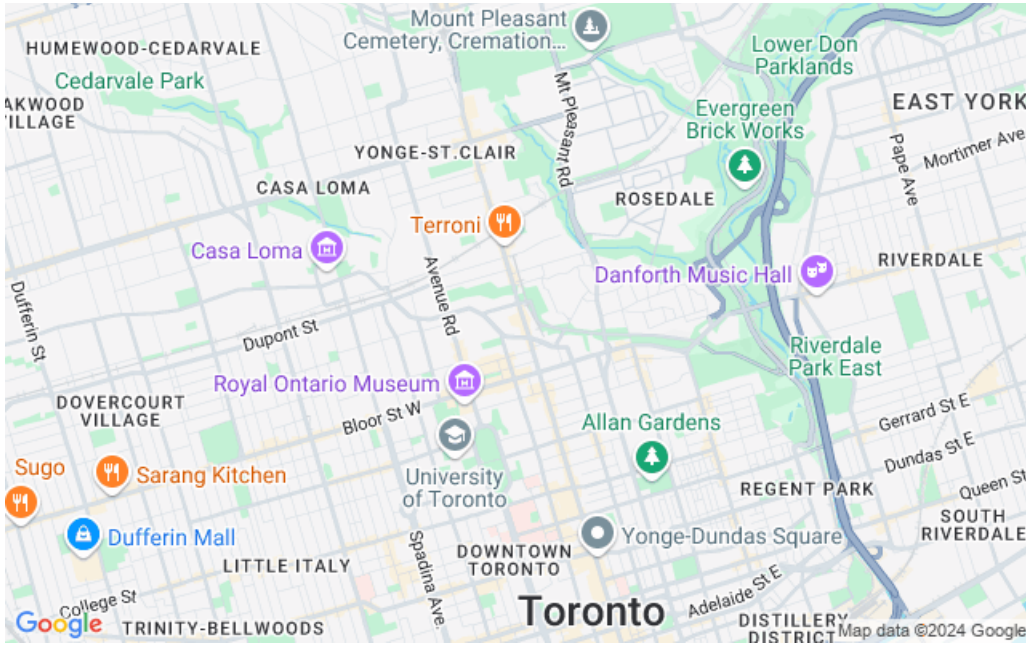 Mount Pleasant
Cemetery, Cremation...
HUMEWOOD-CEDARVALE
Lower Don
Parklands
Cedarvale Park
Mt Pleasant Rd
EAST YORK
Evergreen
Brick Works
AKWOOD
VILLAGE
Pape Ave
Mortimer Ave
YONGE-ST.CLAIR
CASA LOMA
ROSEDALE
Terroni
Casa Loma
RIVERDALE
Danforth Music Hall
Avenue Rd
Dufferin St
Dupont St
Riverdale
Park East
Royal Ontario Museum
DOVERCOURT
VILLAGE
Bloor St W
Allan Gardens
Gerrard St E
Dundas St E
University
of Toronto
Sugo
Sarang Kitchen
Queen St
REGENT PARK
SOUTH
RIVERDALE
Dufferin Mall
Yonge-Dundas Square
Spadina Ave.
DOWNTOWN
TORONTO
LITTLE ITALY
Adelaide St E
College St
Toronto
Google
TRINITY-BELLWOODS
DISTILLERY
DISTRICT
Map data ©2024 Google